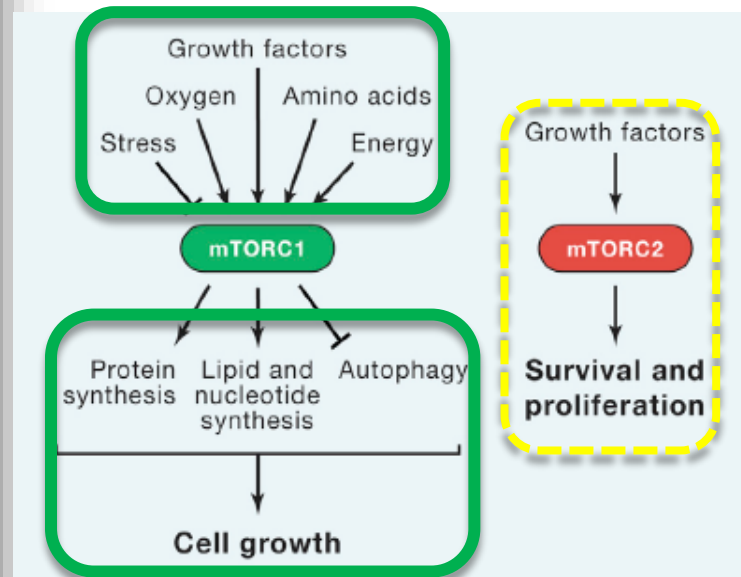 Growth factors
Oxygen
Amino acids
Stress
Energy
mTORC1
Protein
synthesis
Lipid and
nucleotide
synthesis
Autophagy
Cell growth
Growth factors
mTORC2
Survival and
proliferation